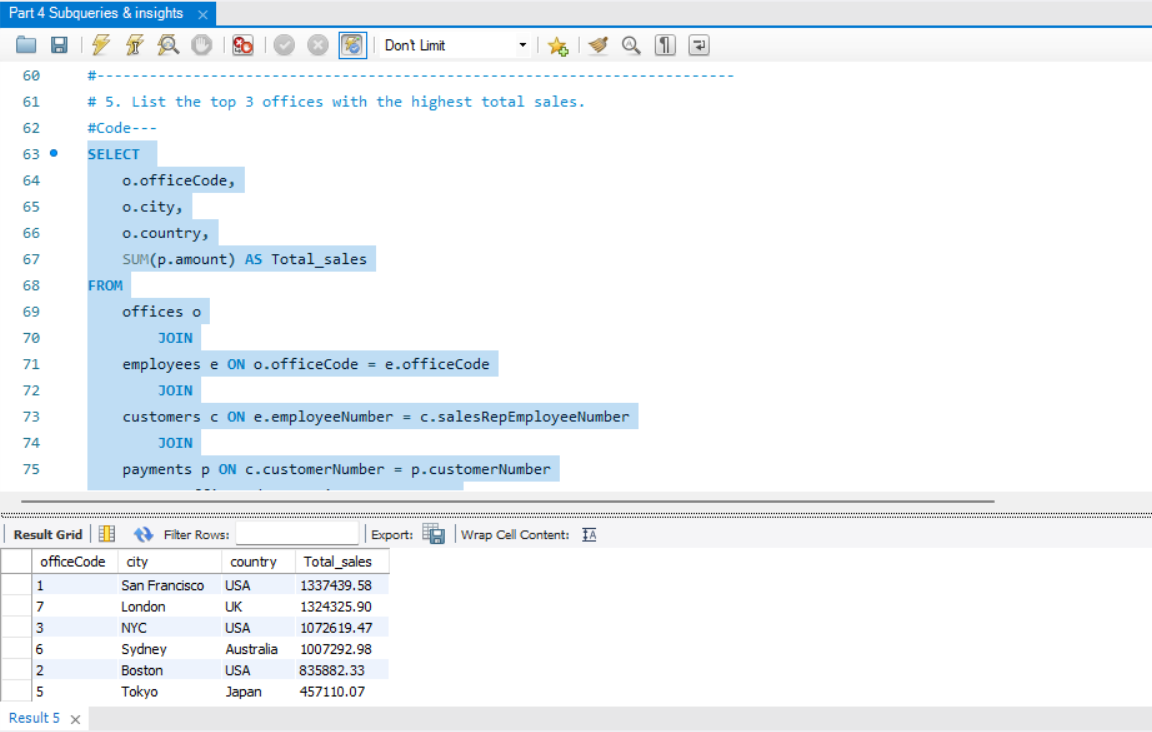 Part 4 Subqueries & insights
Don't Limit
60 #-------------------------------------------------------------------------
61 # 5. List the top 3 offices with the highest total sales.
62 #Code---
63 SELECT
64 o.officeCode,
65 o.city,
66 o.country,
67 SUM(p.amount) AS Total_sales
68 FROM
69 offices o
70 JOIN
71 employees e ON o.officeCode = e.officeCode
72 JOIN
73 customers c ON e.employeeNumber = c.salesRepEmployeeNumber
74 JOIN
75 payments p ON c.customerNumber = p.customerNumber
Result Grid Filter Rows: Export: Wrap Cell Content:
officeCode city country Total_sales
1 San Francisco USA 1337439.58
7 London UK 1324325.90
3 NYC USA 1072619.47
6 Sydney Australia 1007292.98
2 Boston USA 835882.33
5 Tokyo Japan 457110.07
Result 5